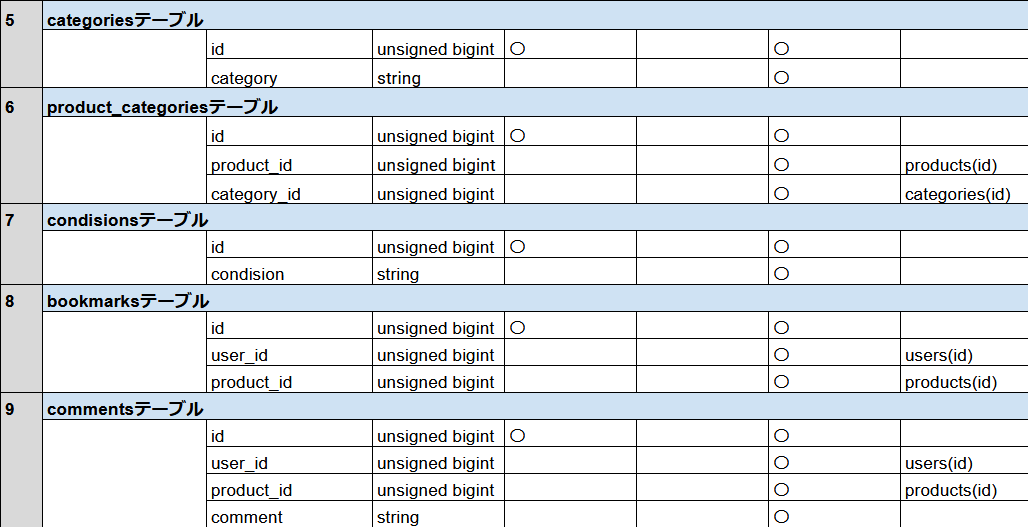 5 categoriesテーブル
id unsigned bigint 〇 〇
category string 〇
6 product_categoriesテーブル
id unsigned bigint 〇 〇
product_id unsigned bigint 〇 products(id)
category_id unsigned bigint 〇 categories(id)
7 condisionsテーブル
id unsigned bigint 〇 〇
condision string 〇
8 bookmarksテーブル
id unsigned bigint 〇 〇
user_id unsigned bigint 〇 users(id)
product_id unsigned bigint 〇 products(id)
9 commentsテーブル
id unsigned bigint 〇 〇
user_id unsigned bigint 〇 users(id)
product_id unsigned bigint 〇 products(id)
comment string 〇